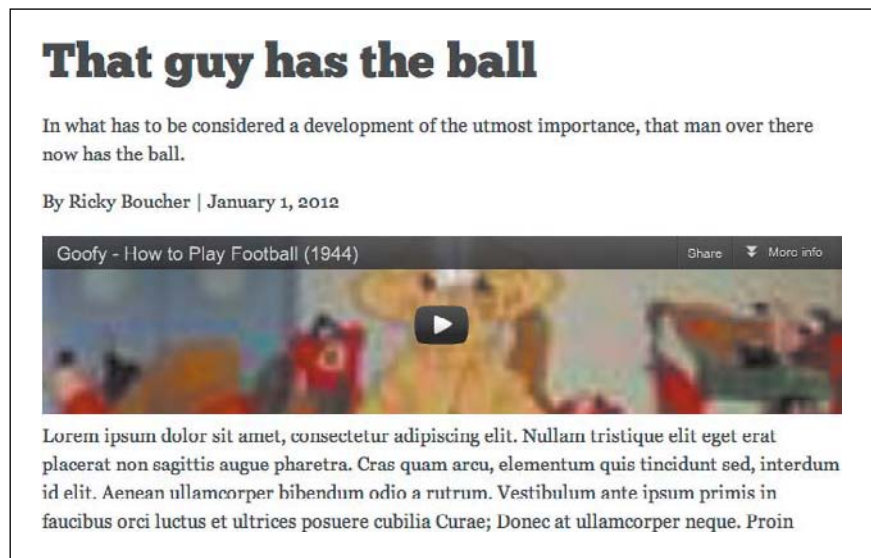 That guy has the ball
In what has to be considered a development of the utmost importance, that man over there
now has the ball.
By Ricky Boucher | January 1, 2012
Goofy - How to Play Football (1944)
Share
More info
Lorem ipsum dolor sit amet, consectetur adipiscing elit. Nullam tristique elit eget erat
placerat non sagittis augue pharetra. Cras quam arcu, elementum quis tincidunt sed, interdum
id elit. Aenean ullamcorper bibendum odio a rutrum. Vestibulum ante ipsum primis in
faucibus orci luctus et ultrices posuere cubilia Curae; Donec at ullamcorper neque. Proin